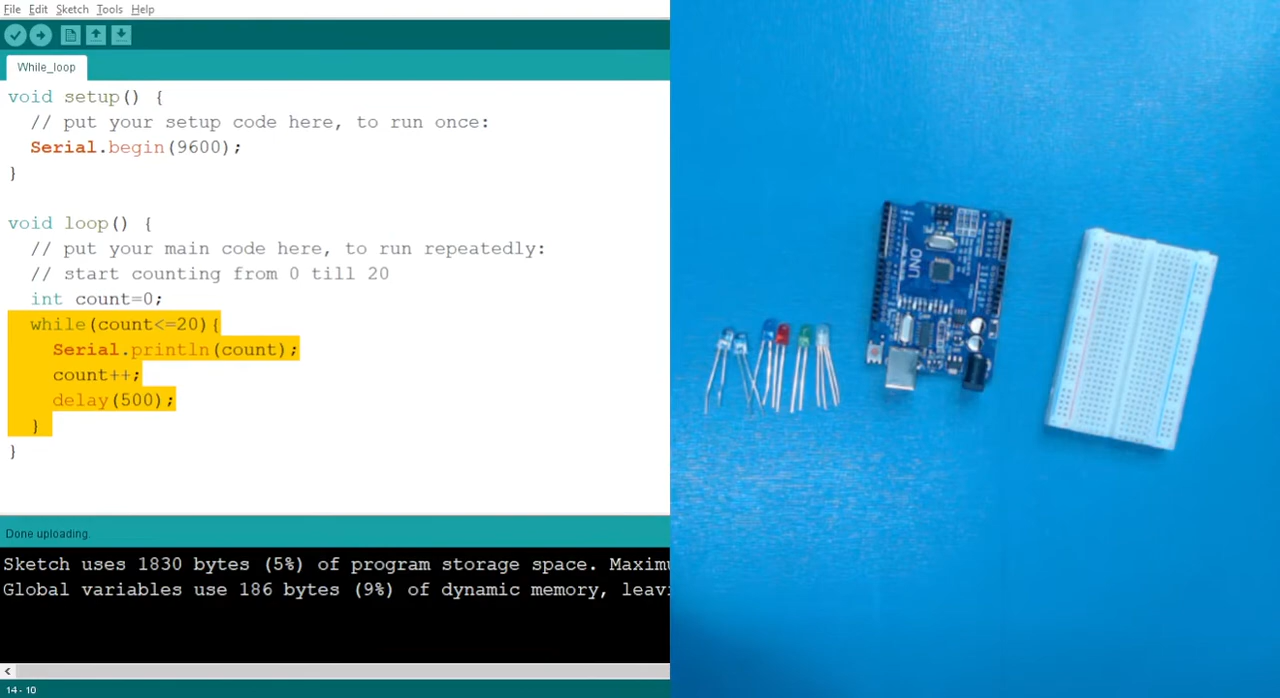 File Edit Sketch Tools Help
While_loop
void setup() {
// put your setup code here, to run once:
Serial.begin(9600);
}
void loop() {
// put your main code here, to run repeatedly:
// start counting from 0 till 20
int count=0;
while(count<=20){
Serial.println(count);
count++;
delay(500);
}
}
Done uploading.
Sketch uses 1830 bytes (5%) of program storage space. Maximu
Global variables use 186 bytes (9%) of dynamic memory, leavi
14 - 10
UNO